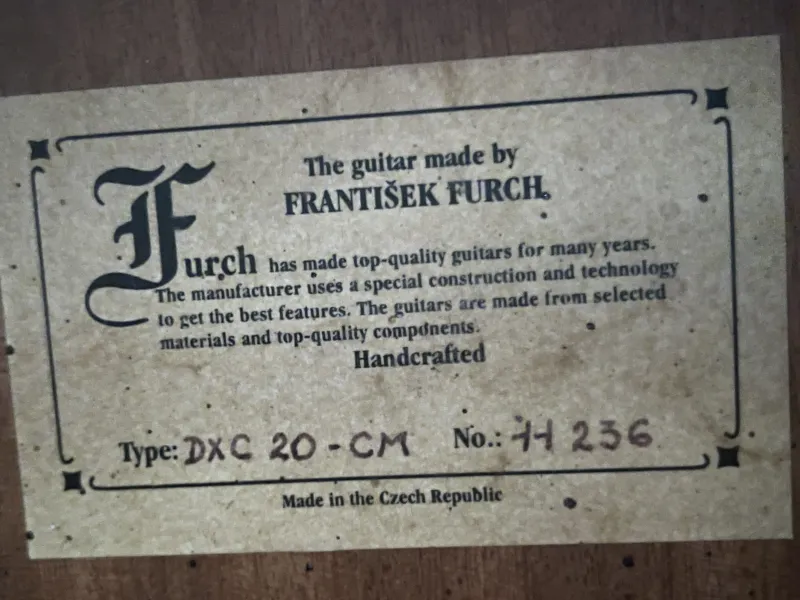 The guitar made by
FRANTIŠEK FURCH.
Furch has made top-quality guitars for many years.
The manufacturer uses a special construction and technology
to get the best features. The guitars are made from selected
materials and top-quality components.
Handcrafted
Type: DXC 20-CM No.: H 236
Made in the Czech Republic